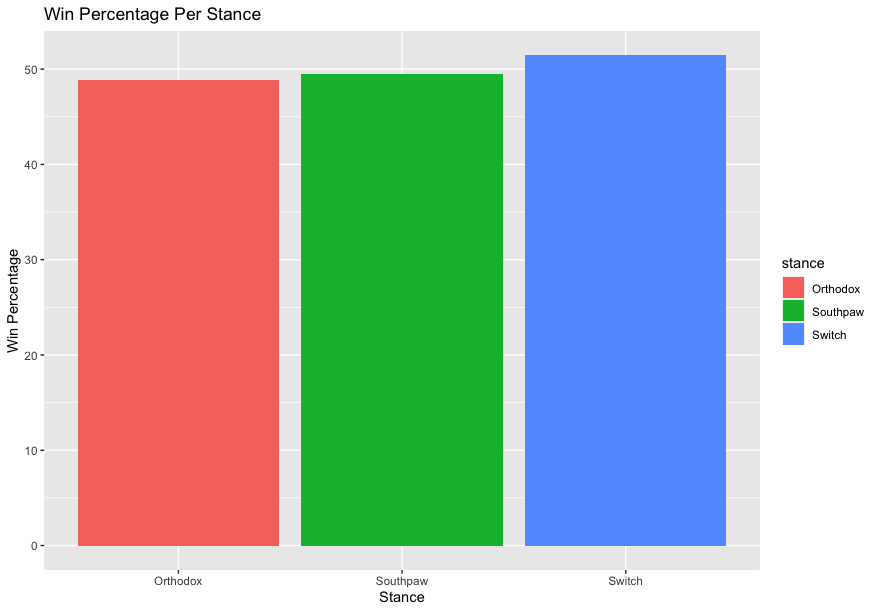 Win Percentage Per Stance
Win Percentage
50
40
30
20
10
0
Orthodox
Southpaw
Switch
Stance
stance
Orthodox
Southpaw
Switch